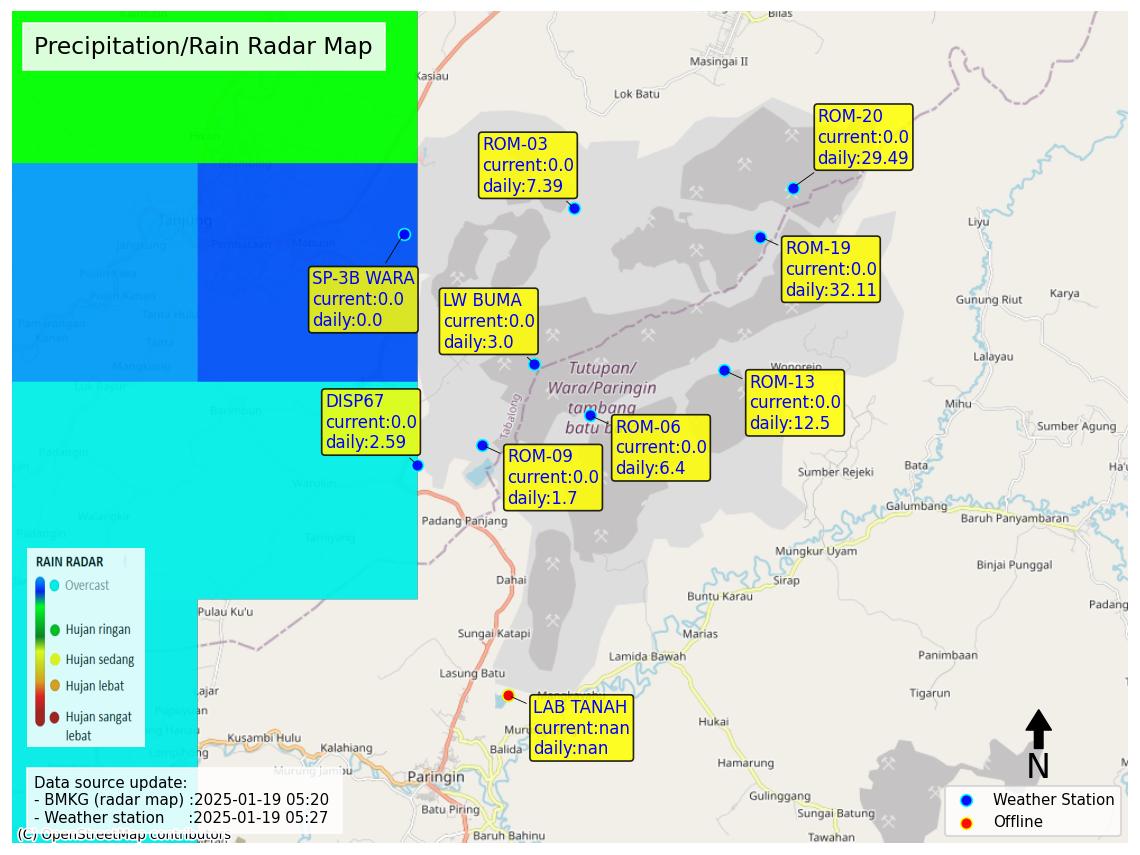 Precipitation/Rain Radar Map
Bilas
Masingai II
Kasiau
Lok Batu
ROM-20
current:0.0
daily:29.49
ROM-03
current:0.0
daily:7.39
Tanjung
Liyu
ROM-19
current:0.0
daily:32.11
SP-3B WARA
current:0.0
daily:0.0
LW BUMA
current:0.0
daily:3.0
Gunung Riut
Karya
Lalayau
Tutupan/
Wara/Paringin
tambang
batu b
Wonorejo
ROM-13
current:0.0
daily:12.5
Mihu
DISP67
current:0.0
daily:2.59
Tabalong
ROM-06
current:0.0
daily:6.4
Sumber Agung
ROM-09
current:0.0
daily:1.7
Sumber Rejeki
Bata
Ha'u
Galumbang
Baruh Panyambaran
Padang Panjang
Mungkur Uyam
Binjai Punggal
RAIN RADAR
Overcast
Hujan ringan
Hujan sedang
Hujan lebat
Hujan sangat
lebat
Dahai
Sirap
Buntu Karau
Padang
Pulau Ku'u
Sungai Katapi
Marias
Lamida Bawah
Panimbaan
Lasung Batu
Tigarun
LAB TANAH
current:nan
daily:nan
Muru
Hukai
Kusambi Hulu
Kalahiang
Balida
Murung Jambu
Paringin
Hamarung
N
Data source update:
- BMKG (radar map) :2025-01-19 05:20
- Weather station :2025-01-19 05:27
Gulinggang
Batu Piring
Sungai Batung
Weather Station
Offline
(C) OpenStreetMap contributors
Baruh Bahinu
Tawahan